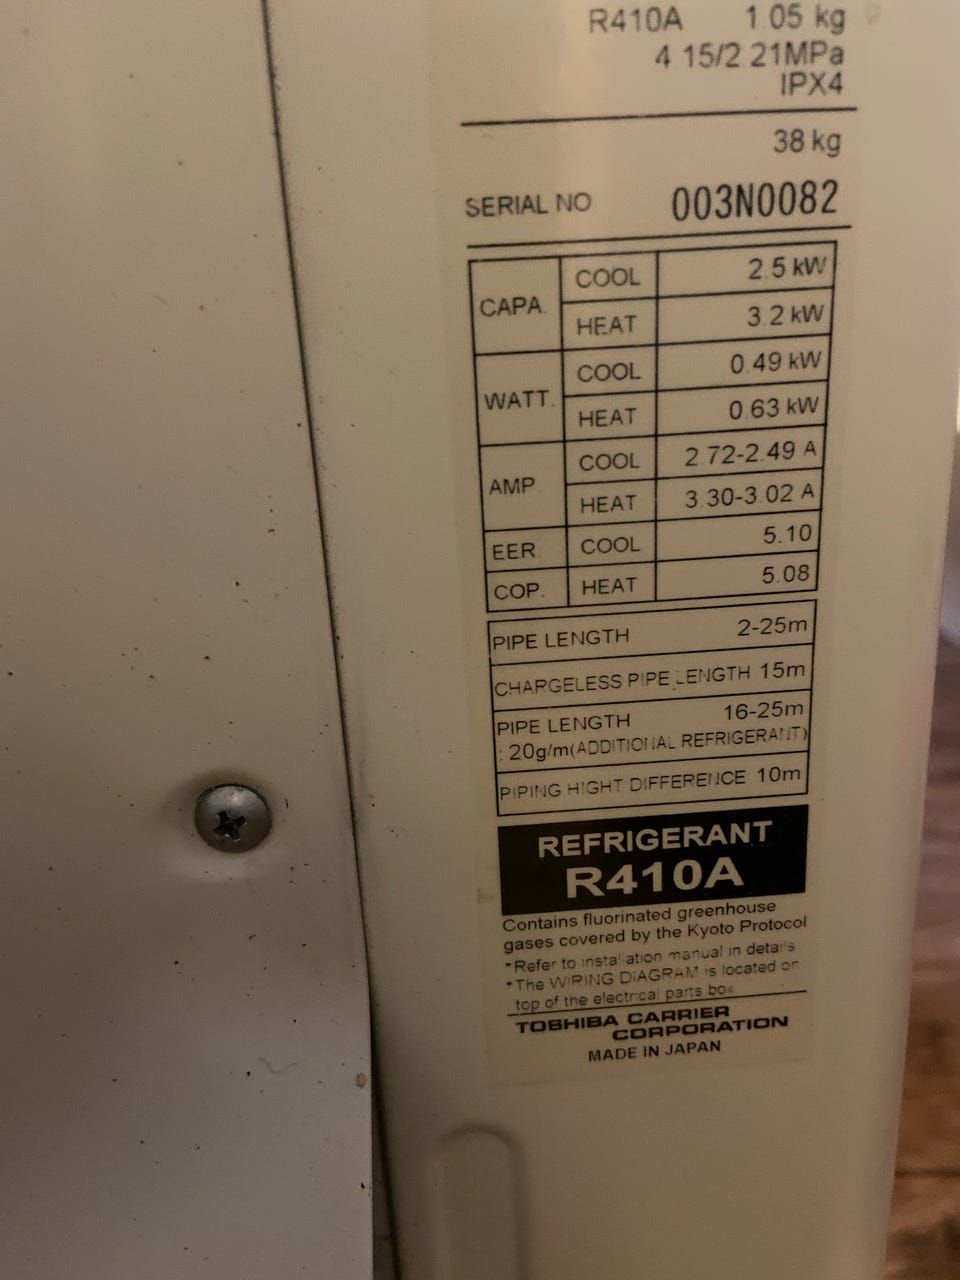 R410A 1.05 kg
4.15/2.21MPa
IPX4
38 kg
SERIAL NO 003N0082
CAPA. COOL 2.5 kW
HEAT 3.2 kW
WATT. COOL 0.49 kW
HEAT 0.63 kW
AMP. COOL 2.72-2.49 A
HEAT 3.30-3.02 A
EER. COOL 5.10
COP. HEAT 5.08
PIPE LENGTH 2-25m
CHARGELESS PIPE LENGTH 15m
PIPE LENGTH 16-25m
: 20g/m(ADDITIONAL REFRIGERANT)
PIPING HIGHT DIFFERENCE 10m
REFRIGERANT
R410A
Contains fluorinated greenhouse
gases covered by the Kyoto Protocol
*Refer to installation manual in details
*The WIRING DIAGRAM is located on
top of the electrical parts box
TOSHIBA CARRIER
CORPORATION
MADE IN JAPAN